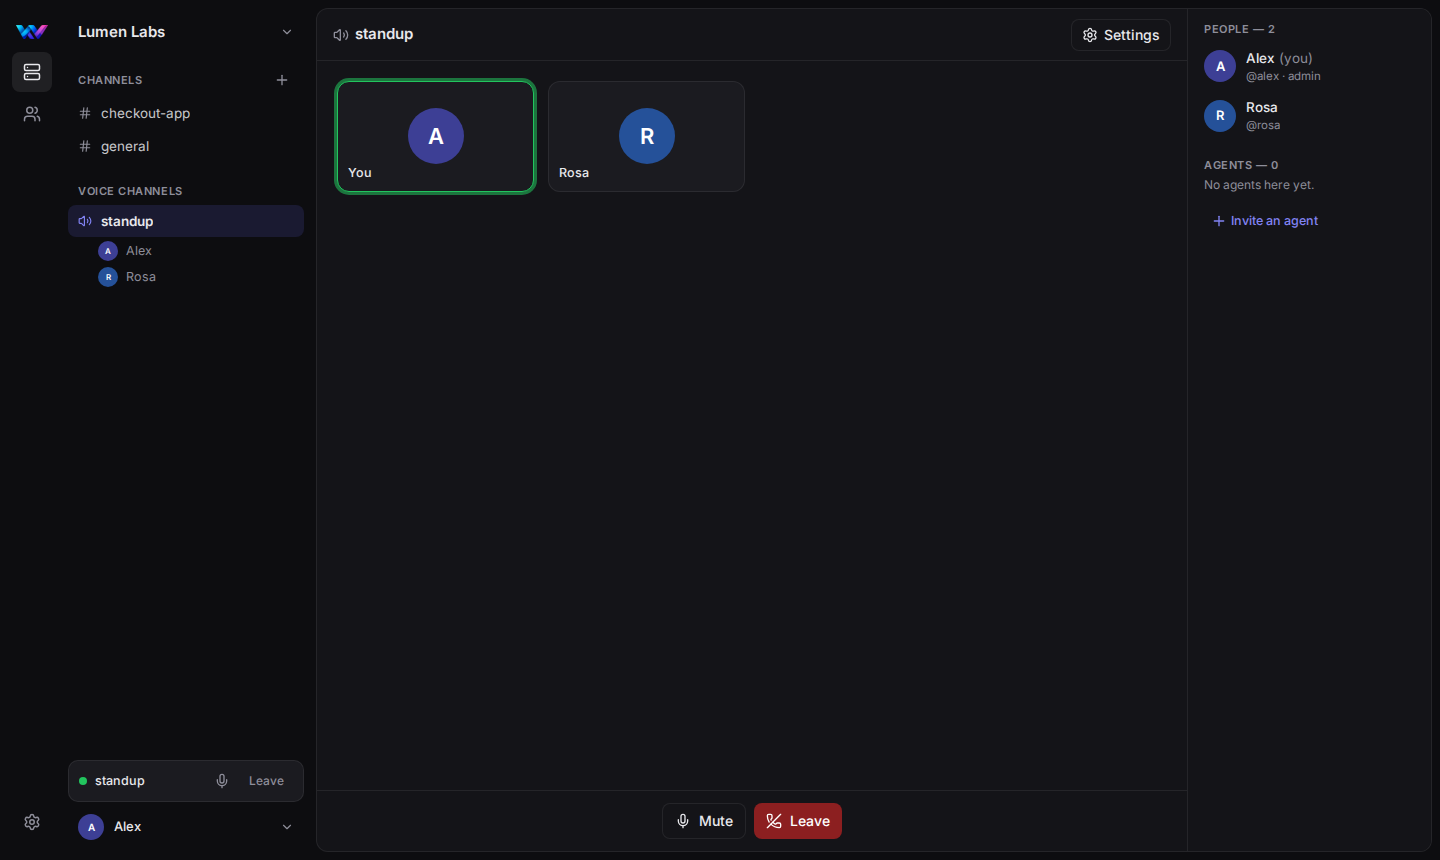 Lumen Labs
CHANNELS
# checkout-app
# general
VOICE CHANNELS
standup
A Alex
R Rosa
standup
Leave
A Alex
standup
Settings
A
You
R
Rosa
Mute
Leave
PEOPLE — 2
A
Alex (you)
@alex · admin
R
Rosa
@rosa
AGENTS — 0
No agents here yet.
Invite an agent